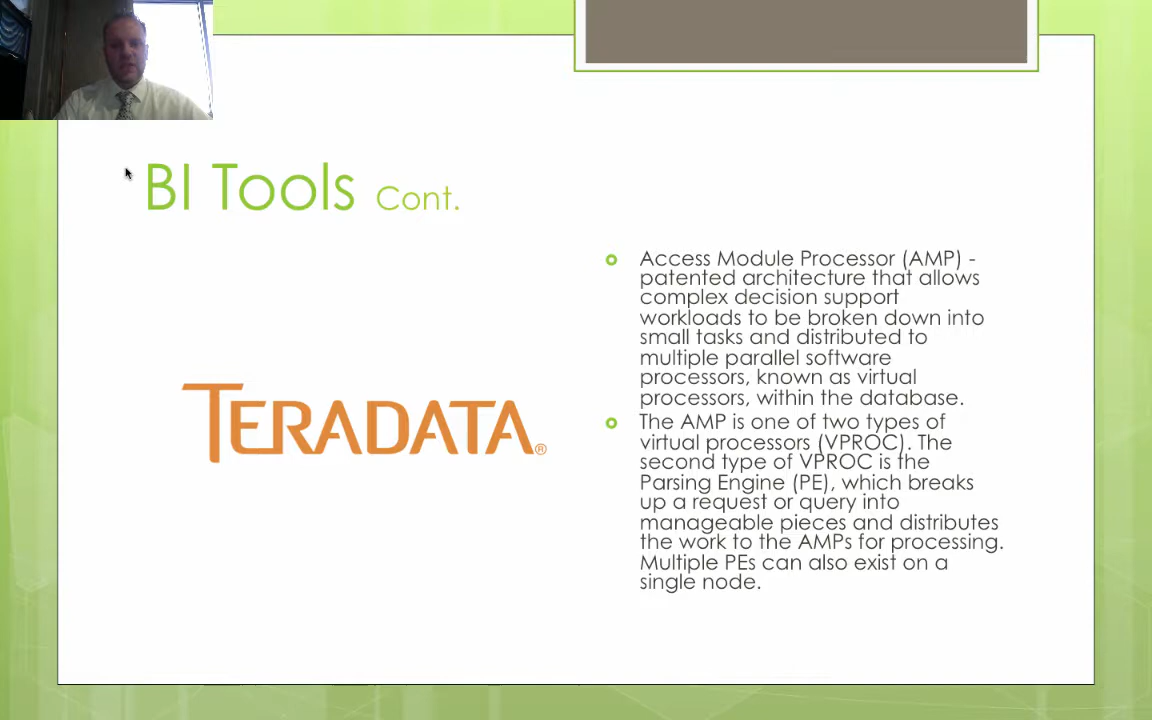 BI Tools Cont.
TERADATA®
Access Module Processor (AMP) -
patented architecture that allows
complex decision support
workloads to be broken down into
small tasks and distributed to
multiple parallel software
processors, known as virtual
processors, within the database.
The AMP is one of two types of
virtual processors (VPROC). The
second type of VPROC is the
Parsing Engine (PE), which breaks
up a request or query into
manageable pieces and distributes
the work to the AMPs for processing.
Multiple PEs can also exist on a
single node.